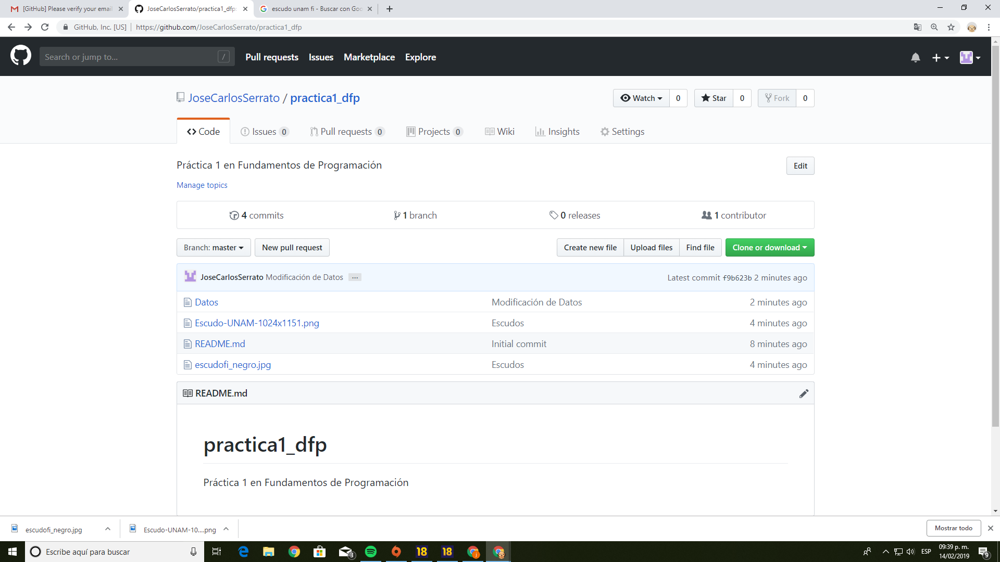 [GitHub] Please verify your email
JoseCarlosSerrato/practica1_dfp:
escudo unam fi - Buscar con Goo
GitHub, Inc. [US]
https://github.com/JoseCarlosSerrato/practica1_dfp
Search or jump to... /
Pull requests Issues Marketplace Explore
JoseCarlosSerrato / practica1_dfp
Watch 0 Star 0 Fork 0
Code Issues 0 Pull requests 0 Projects 0 Wiki Insights Settings
Práctica 1 en Fundamentos de Programación
Edit
Manage topics
4 commits 1 branch 0 releases 1 contributor
Branch: master New pull request Create new file Upload files Find file Clone or download
JoseCarlosSerrato Modificación de Datos ... Latest commit f9b623b 2 minutes ago
Datos Modificación de Datos 2 minutes ago
Escudo-UNAM-1024x1151.png Escudos 4 minutes ago
README.md Initial commit 8 minutes ago
escudofi_negro.jpg Escudos 4 minutes ago
README.md
practica1_dfp
Práctica 1 en Fundamentos de Programación
escudofi_negro.jpg Escudo-UNAM-10....png Mostrar todo
Escribe aquí para buscar
3
18
18
j
ESP
09:39 p. m.
14/02/2019
9